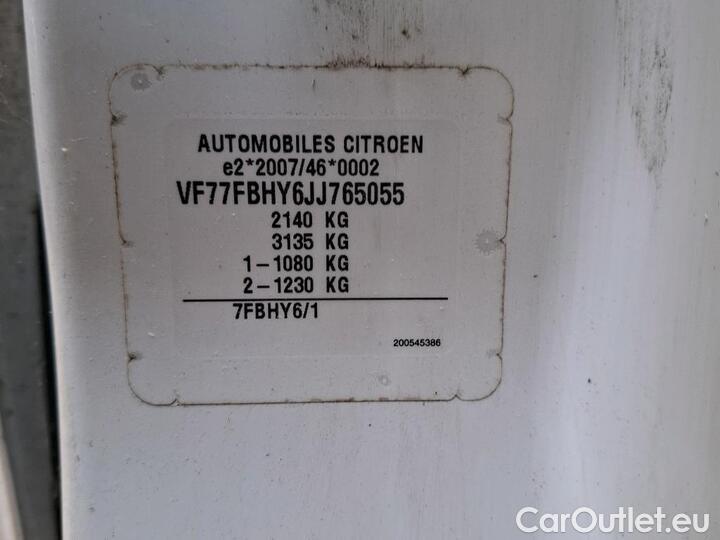 AUTOMOBILES CITROEN
e2*2007/46*0002
VF77FBHY6JJ765055
2140 KG
3135 KG
1-1080 KG
2-1230 KG
7FBHY6/1
200545386
CarOutlet.eu